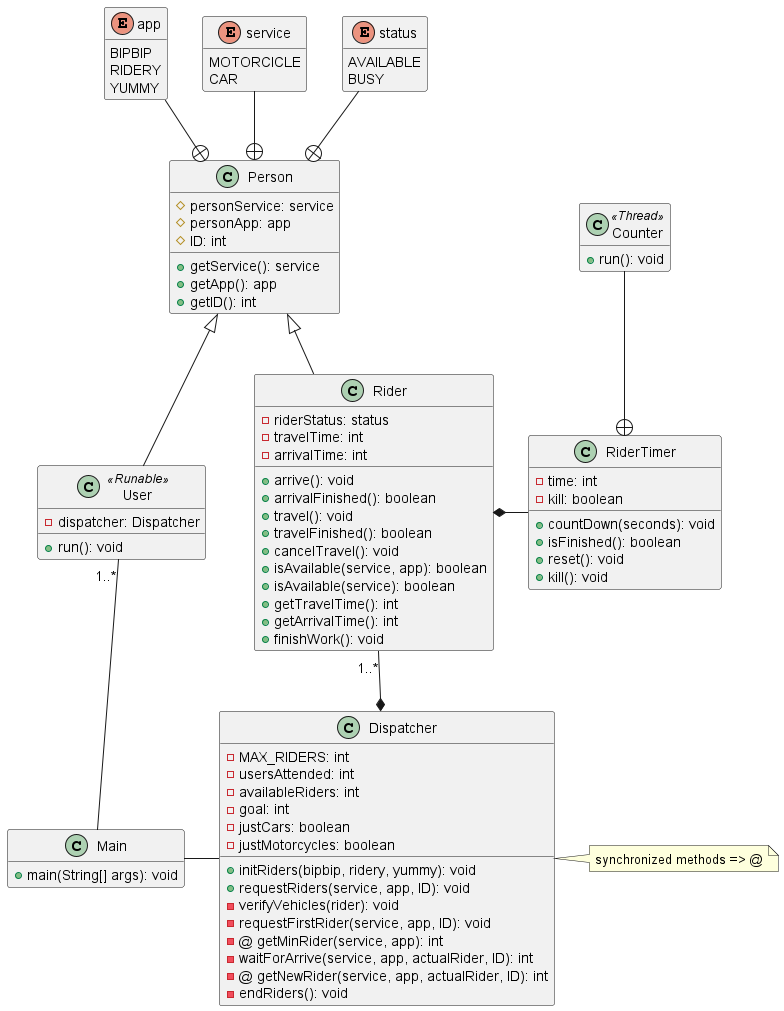 E app
BIPBIP
RIDERY
YUMMY
E service
MOTORCICLE
CAR
E status
AVAILABLE
BUSY
C Person
personService: service
personApp: app
ID: int
getService(): service
getApp(): app
getID(): int
C «Thread»
Counter
run(): void
C Rider
riderStatus: status
travelTime: int
arrivalTime: int
arrive(): void
arrivalFinished(): boolean
travel(): void
travelFinished(): boolean
cancelTravel(): void
isAvailable(service, app): boolean
isAvailable(service): boolean
getTravelTime(): int
getArrivalTime(): int
finishWork(): void
C RiderTimer
time: int
kill: boolean
countDown(seconds): void
isFinished(): boolean
reset(): void
kill(): void
C «Runable»
User
dispatcher: Dispatcher
run(): void
1..*
1..*
C Dispatcher
MAX_RIDERS: int
usersAttended: int
availableRiders: int
goal: int
justCars: boolean
justMotorcycles: boolean
initRiders(bipbip, ridery, yummy): void
requestRiders(service, app, ID): void
verifyVehicles(rider): void
requestFirstRider(service, app, ID): void
@ getMinRider(service, app): int
waitForArrive(service, app, actualRider, ID): int
@ getNewRider(service, app, actualRider, ID): int
endRiders(): void
C Main
main(String[] args): void
synchronized methods => @